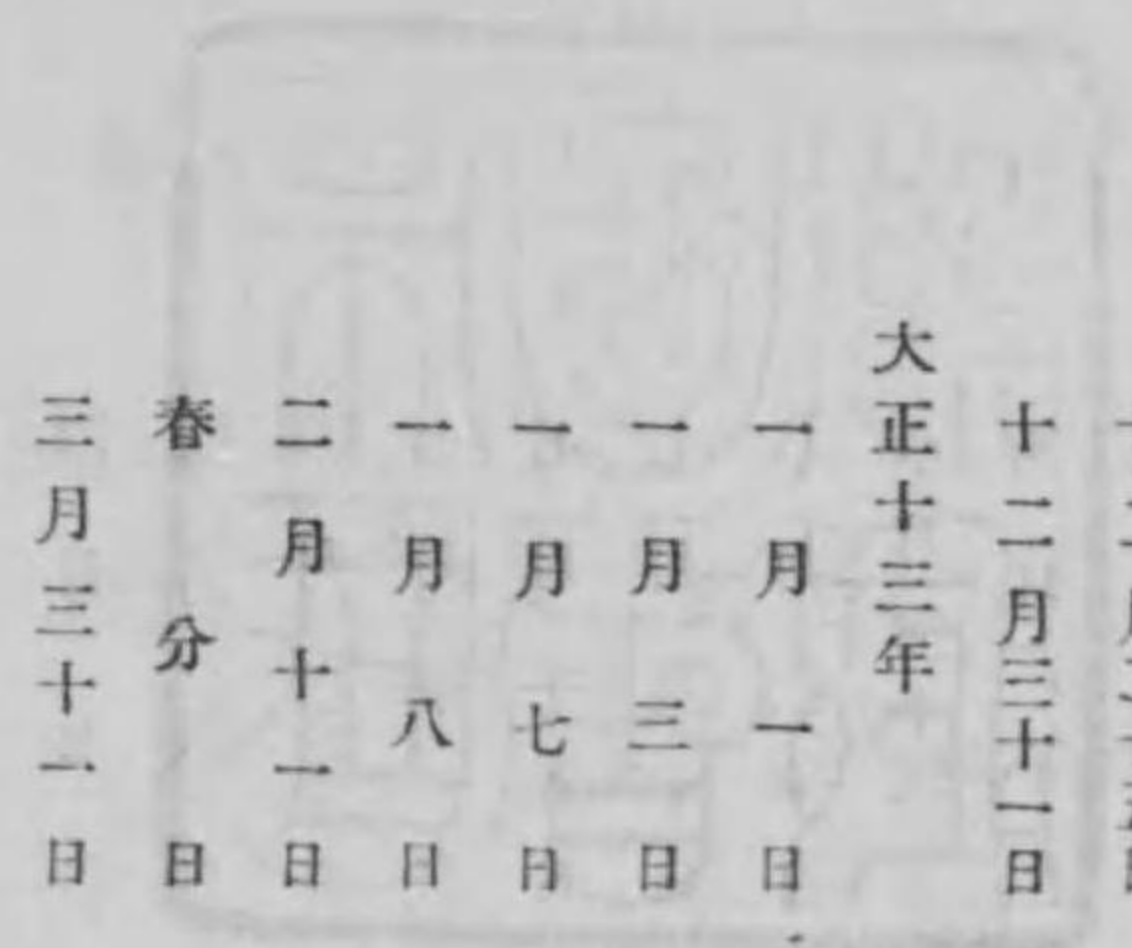 十二月三十一日
大正十三年
一月一日
一月三日
一月七日
一月八日
二月十一日
春分日
三月三十一日